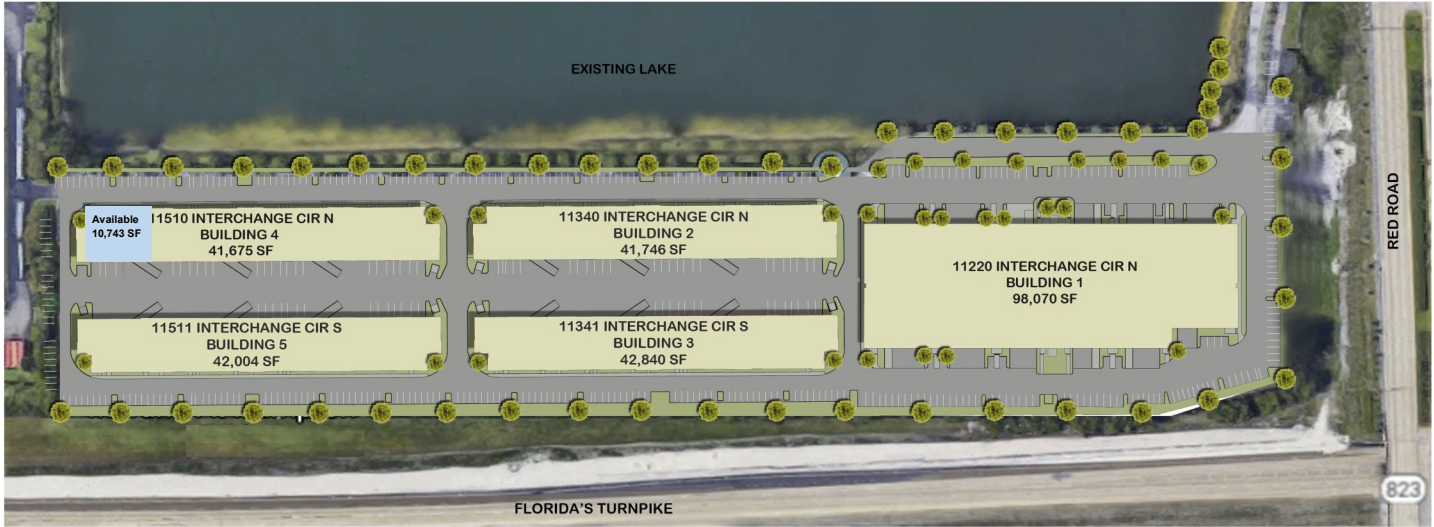 EXISTING LAKE
RED ROAD
Available
10,743 SF
11510 INTERCHANGE CIR N
BUILDING 4
41,675 SF
11340 INTERCHANGE CIR N
BUILDING 2
41,746 SF
11220 INTERCHANGE CIR N
BUILDING 1
98,070 SF
11511 INTERCHANGE CIR S
BUILDING 5
42,004 SF
11341 INTERCHANGE CIR S
BUILDING 3
42,840 SF
823
FLORIDA'S TURNPIKE